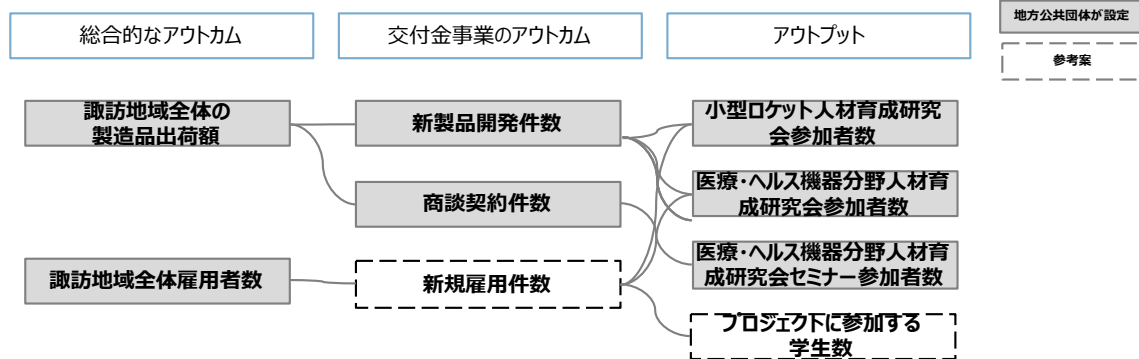 総合的なアウトカム
交付金事業のアウトカム
アウトプット
地方公共団体が設定
参考案
諏訪地域全体の
製造品出荷額
諏訪地域全体雇用者数
新製品開発件数
商談契約件数
新規雇用件数
小型ロケット人材育成研究
会参加者数
医療・ヘルス機器分野人材育
成研究会参加者数
医療・ヘルス機器分野人材育
成研究会セミナー参加者数
プロジェクトに参加する
学生数